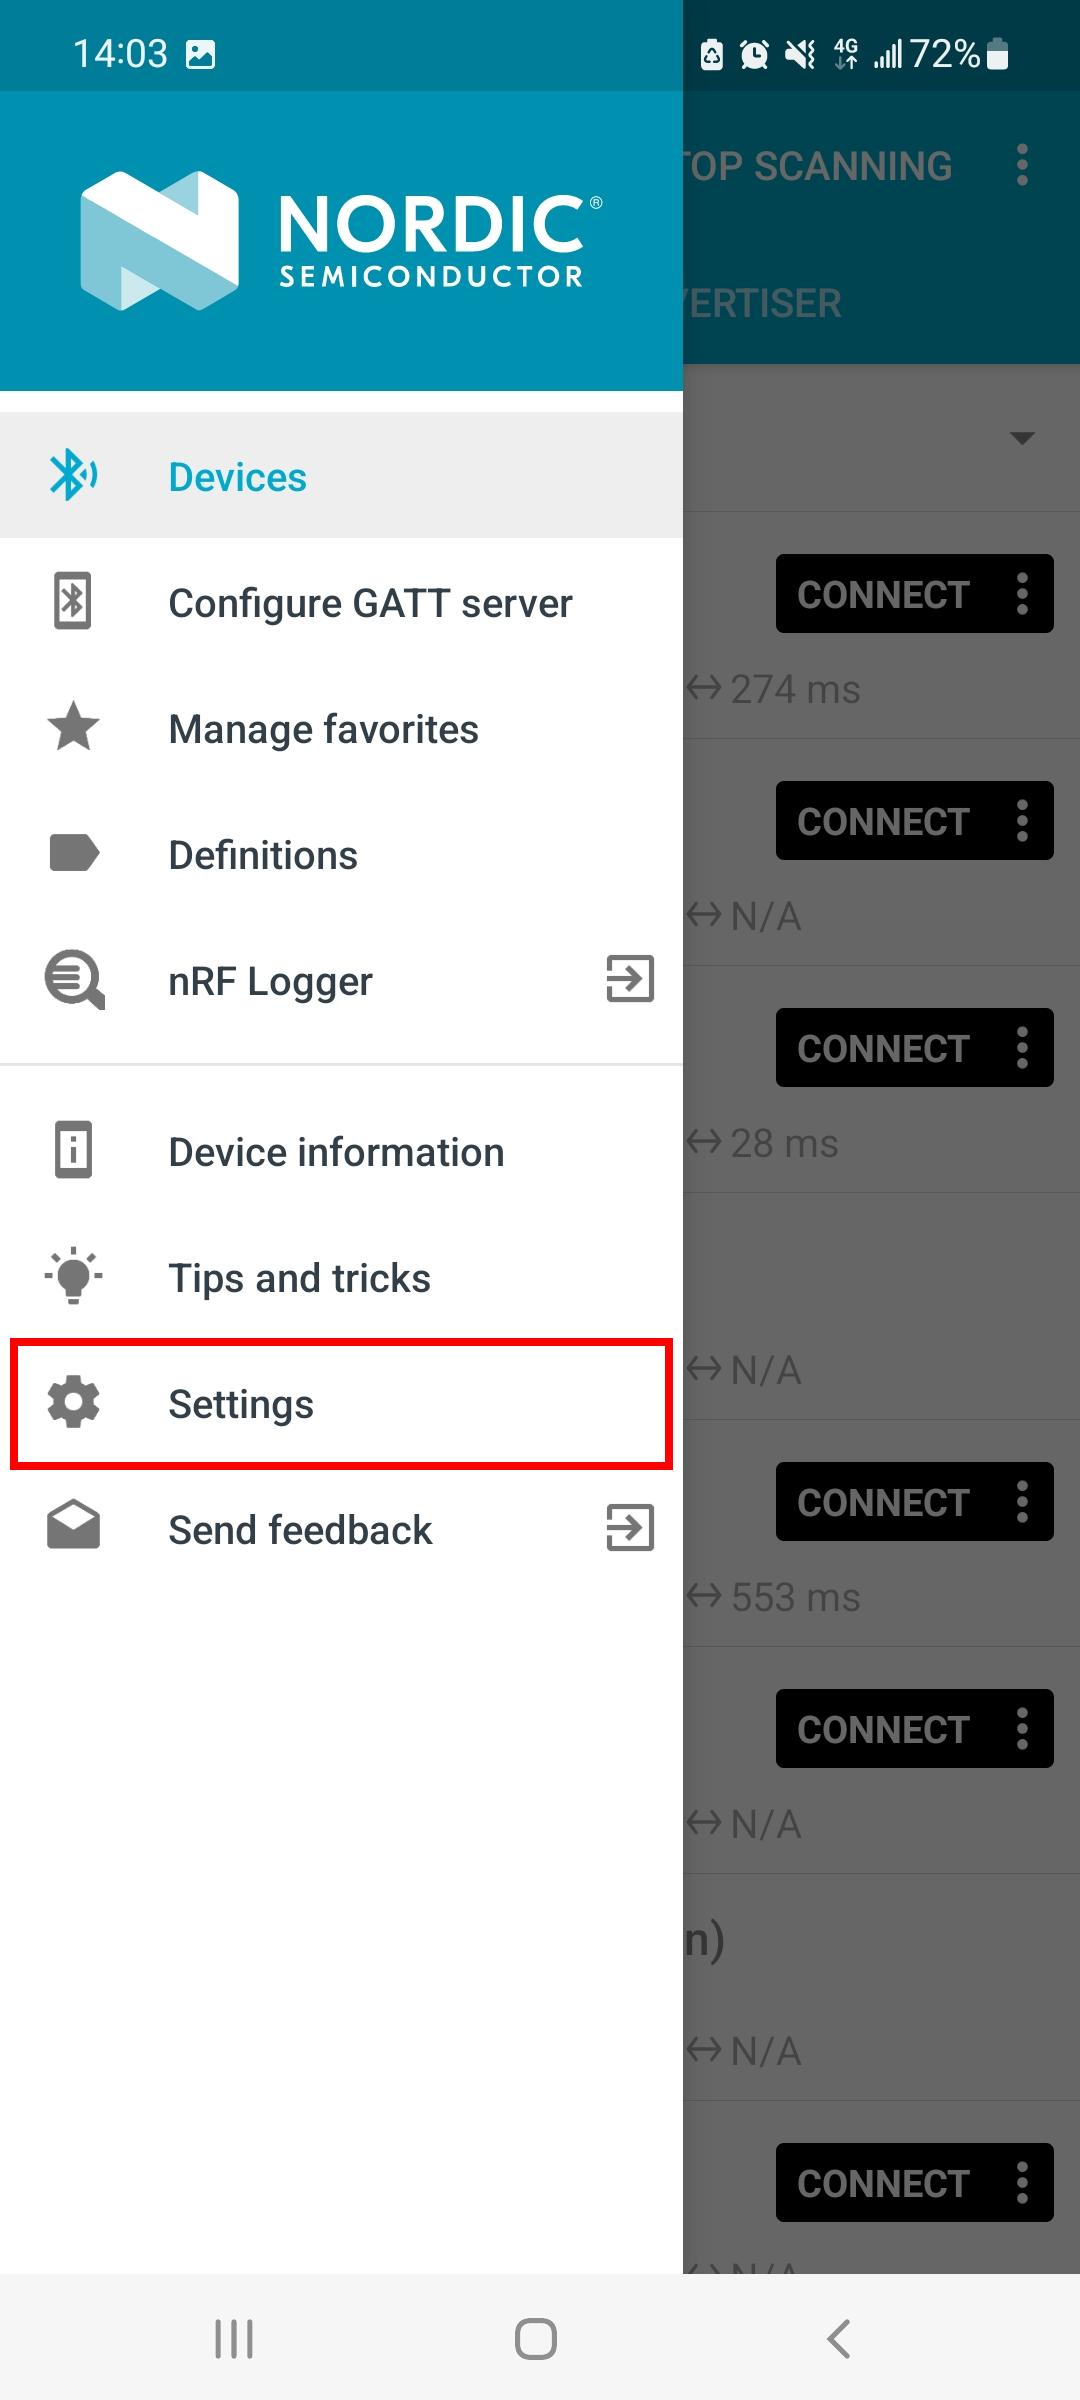 14:03
4G
72%
NORDIC®
SEMICONDUCTOR
TOP SCANNING
VERTISER
Devices
Configure GATT server
CONNECT
274 ms
Manage favorites
CONNECT
Definitions
N/A
nRF Logger
CONNECT
28 ms
Device information
Tips and tricks
N/A
Settings
CONNECT
Send feedback
553 ms
CONNECT
N/A
n)
N/A
CONNECT
N/A